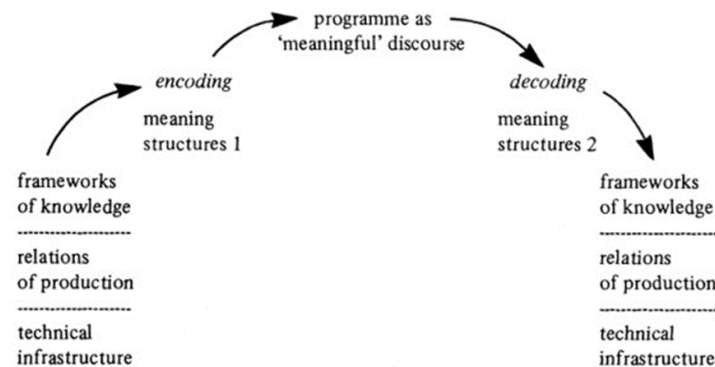 programme as
'meaningful' discourse
encoding
decoding
meaning
structures 1
meaning
structures 2
frameworks
of knowledge
relations
of production
technical
infrastructure
frameworks
of knowledge
relations
of production
technical
infrastructure